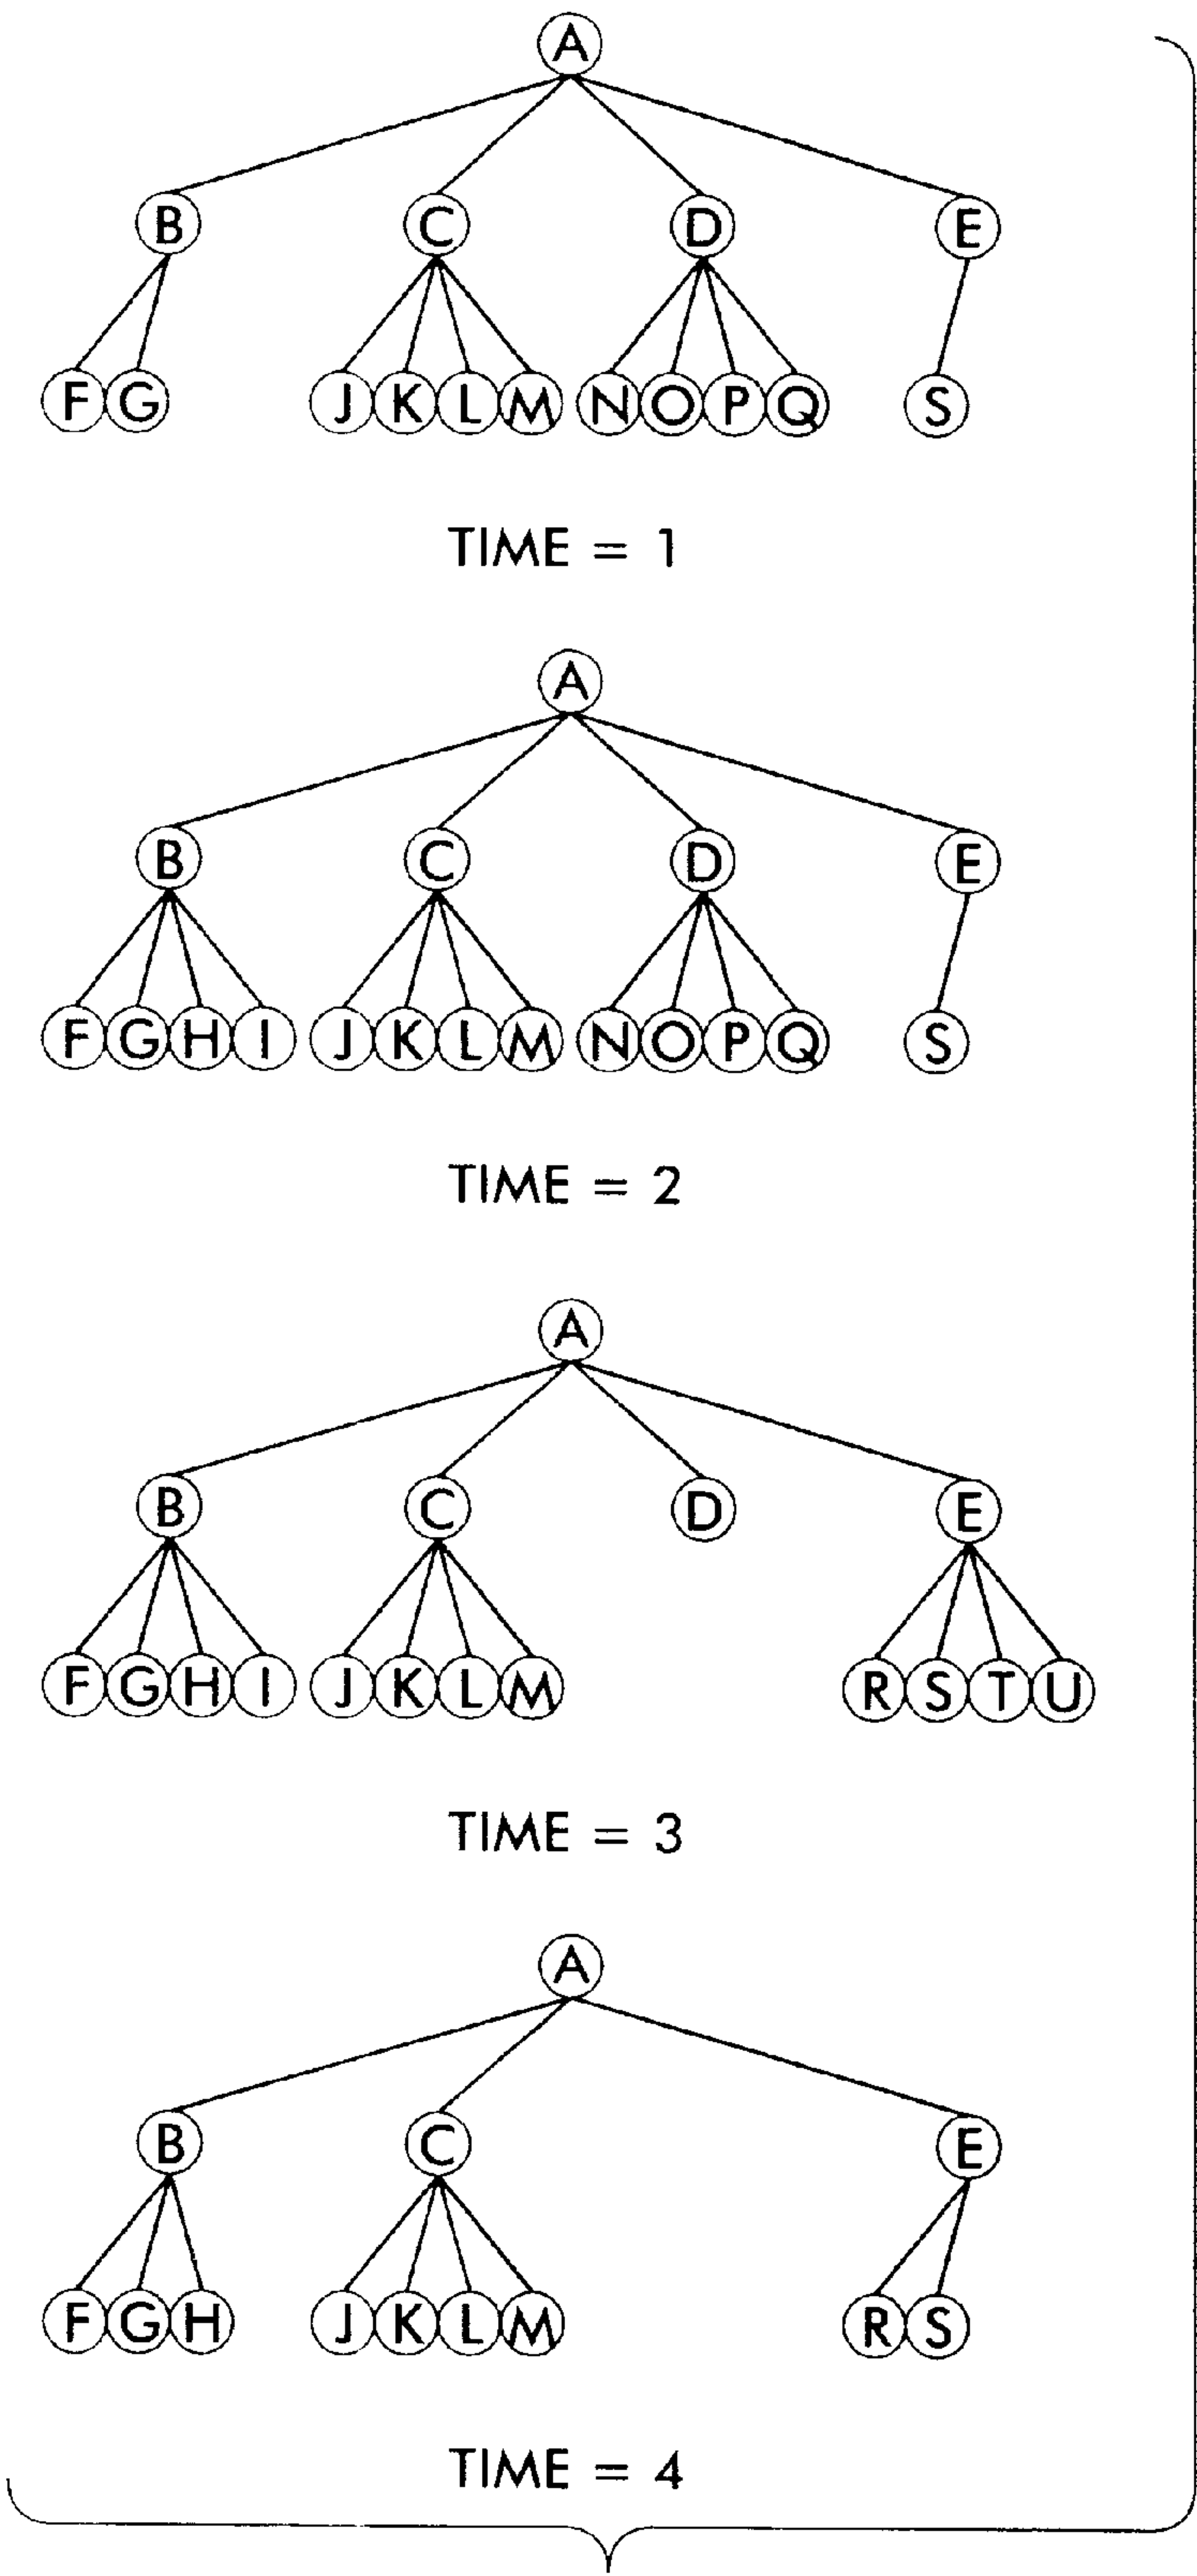 A
B C D E
F G J K L M N O P Q S
TIME = 1
A
B C D E
F G H I J K L M N O P Q S
TIME = 2
A
B C D E
F G H I J K L M R S T U
TIME = 3
A
B C E
F G H J K L M R S
TIME = 4